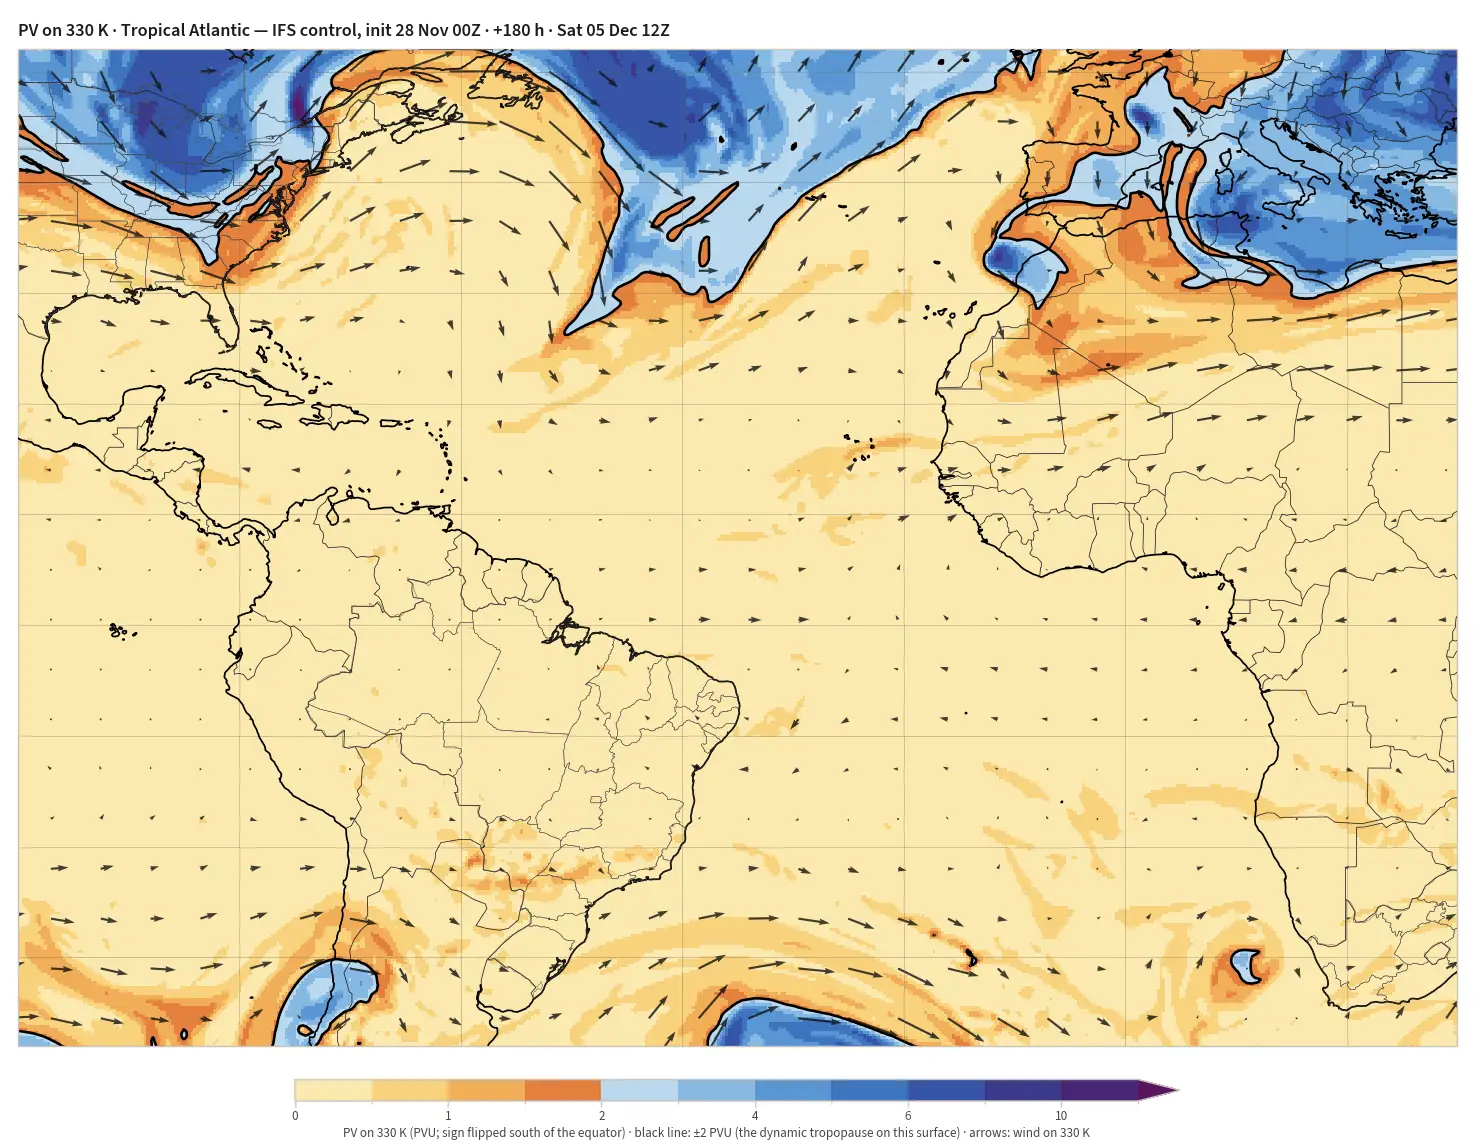 PV on 330 K · Tropical Atlantic — IFS control, init 28 Nov 00Z · +180 h · Sat 05 Dec 12Z
0 1 2 4 6 10
PV on 330 K (PVU; sign flipped south of the equator) · black line: ±2 PVU (the dynamic tropopause on this surface) · arrows: wind on 330 K